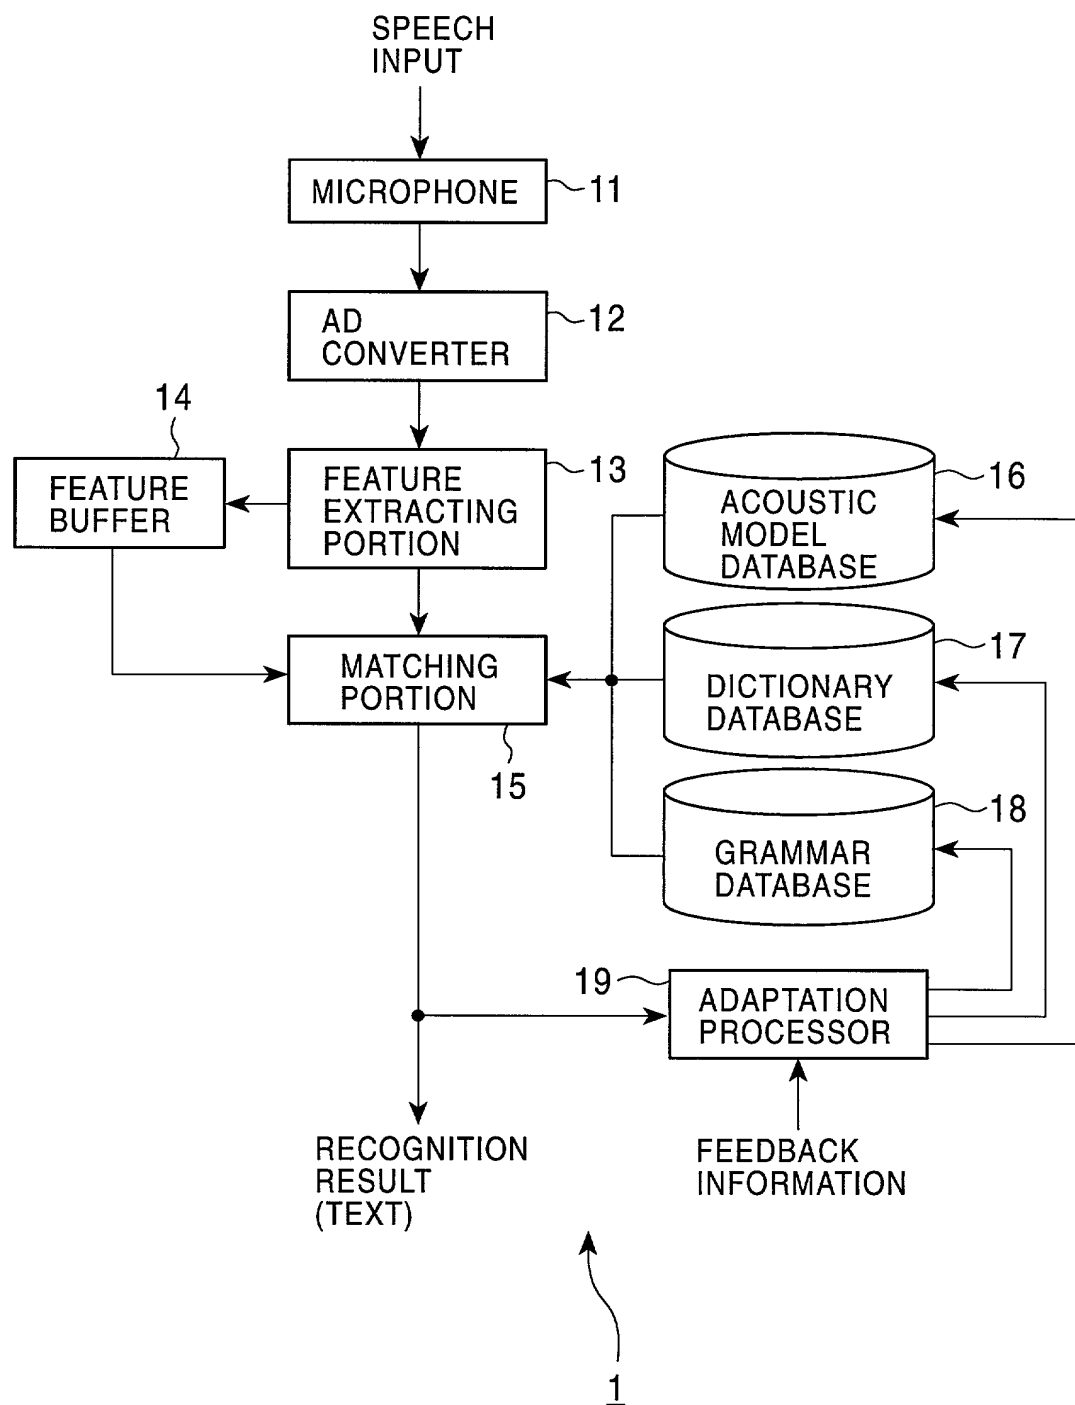 SPEECH
INPUT
MICROPHONE
11
AD
CONVERTER
12
14
FEATURE
BUFFER
FEATURE
EXTRACTING
PORTION
13
ACOUSTIC
MODEL
DATABASE
16
MATCHING
PORTION
15
DICTIONARY
DATABASE
17
GRAMMAR
DATABASE
18
19
ADAPTATION
PROCESSOR
RECOGNITION
RESULT
(TEXT)
FEEDBACK
INFORMATION
1